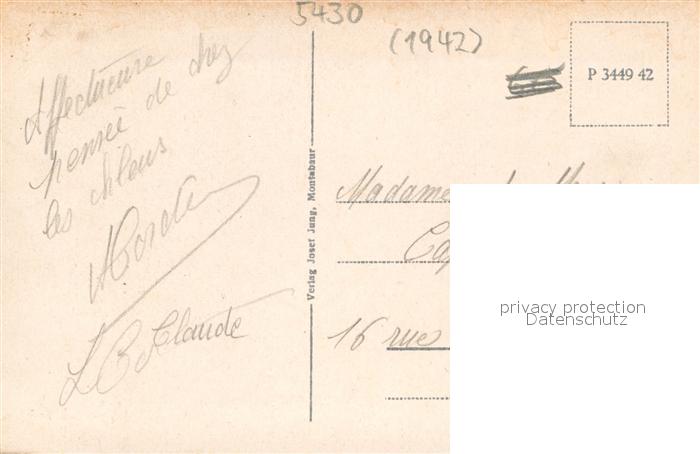 5430
(1942)
P 3449 42
Affectueuse
pensée de chez
les chleus
Verlag Josef Jung, Montabaur
Madame
16 rue
Claude
privacy protection
Datenschutz